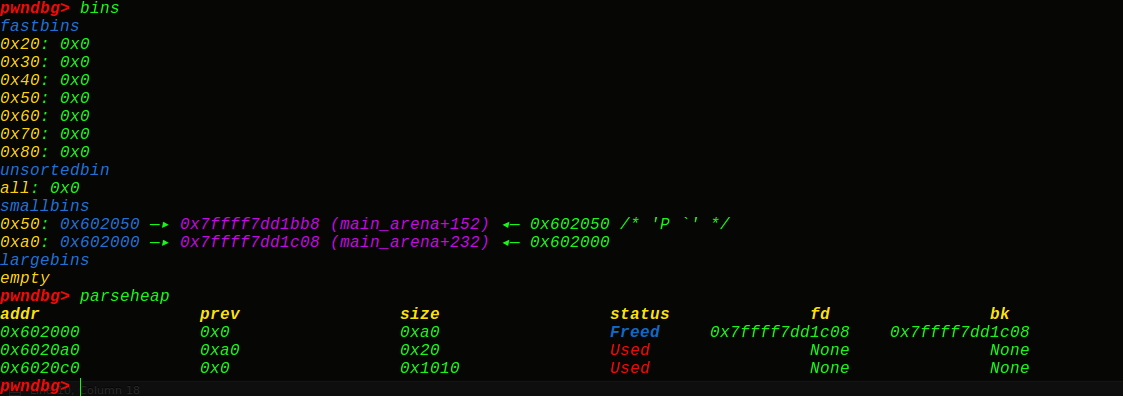 pwndbg> bins
fastbins
0x20: 0x0
0x30: 0x0
0x40: 0x0
0x50: 0x0
0x60: 0x0
0x70: 0x0
0x80: 0x0
unsortedbin
all: 0x0
smallbins
0x50: 0x602050 —▸ 0x7ffff7dd1bb8 (main_arena+152) ◂— 0x602050 /* 'P `' */
0xa0: 0x602000 —▸ 0x7ffff7dd1c08 (main_arena+232) ◂— 0x602000
largebins
empty
pwndbg> parseheap
addr prev size status fd bk
0x602000 0x0 0xa0 Freed 0x7ffff7dd1c08 0x7ffff7dd1c08
0x6020a0 0xa0 0x20 Used None None
0x6020c0 0x0 0x1010 Used None None
pwndbg> Column 16